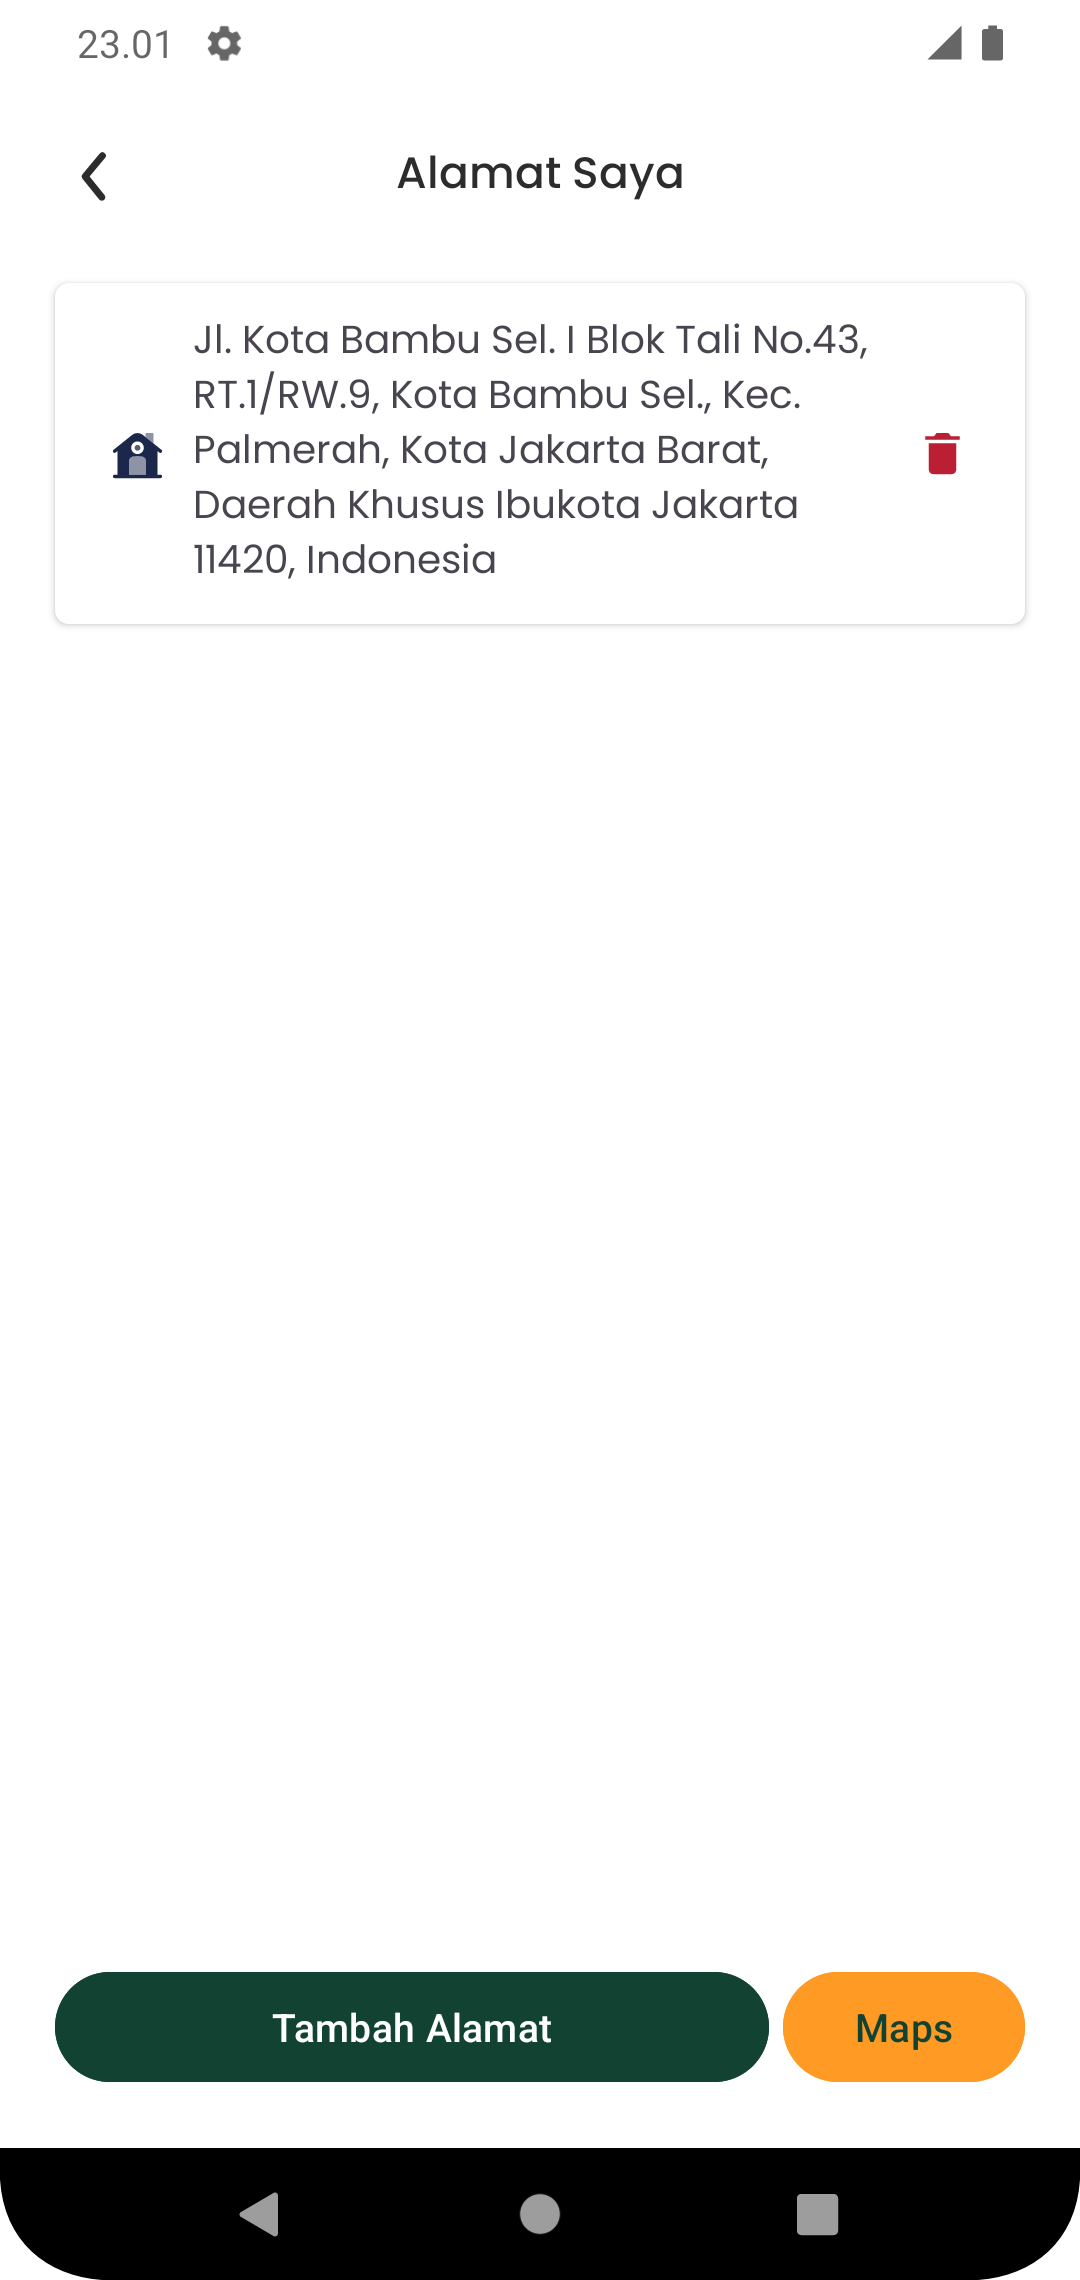 23.01
Alamat Saya
Jl. Kota Bambu Sel. I Blok Tali No.43,
RT.1/RW.9, Kota Bambu Sel., Kec.
Palmerah, Kota Jakarta Barat,
Daerah Khusus Ibukota Jakarta
11420, Indonesia
Tambah Alamat
Maps